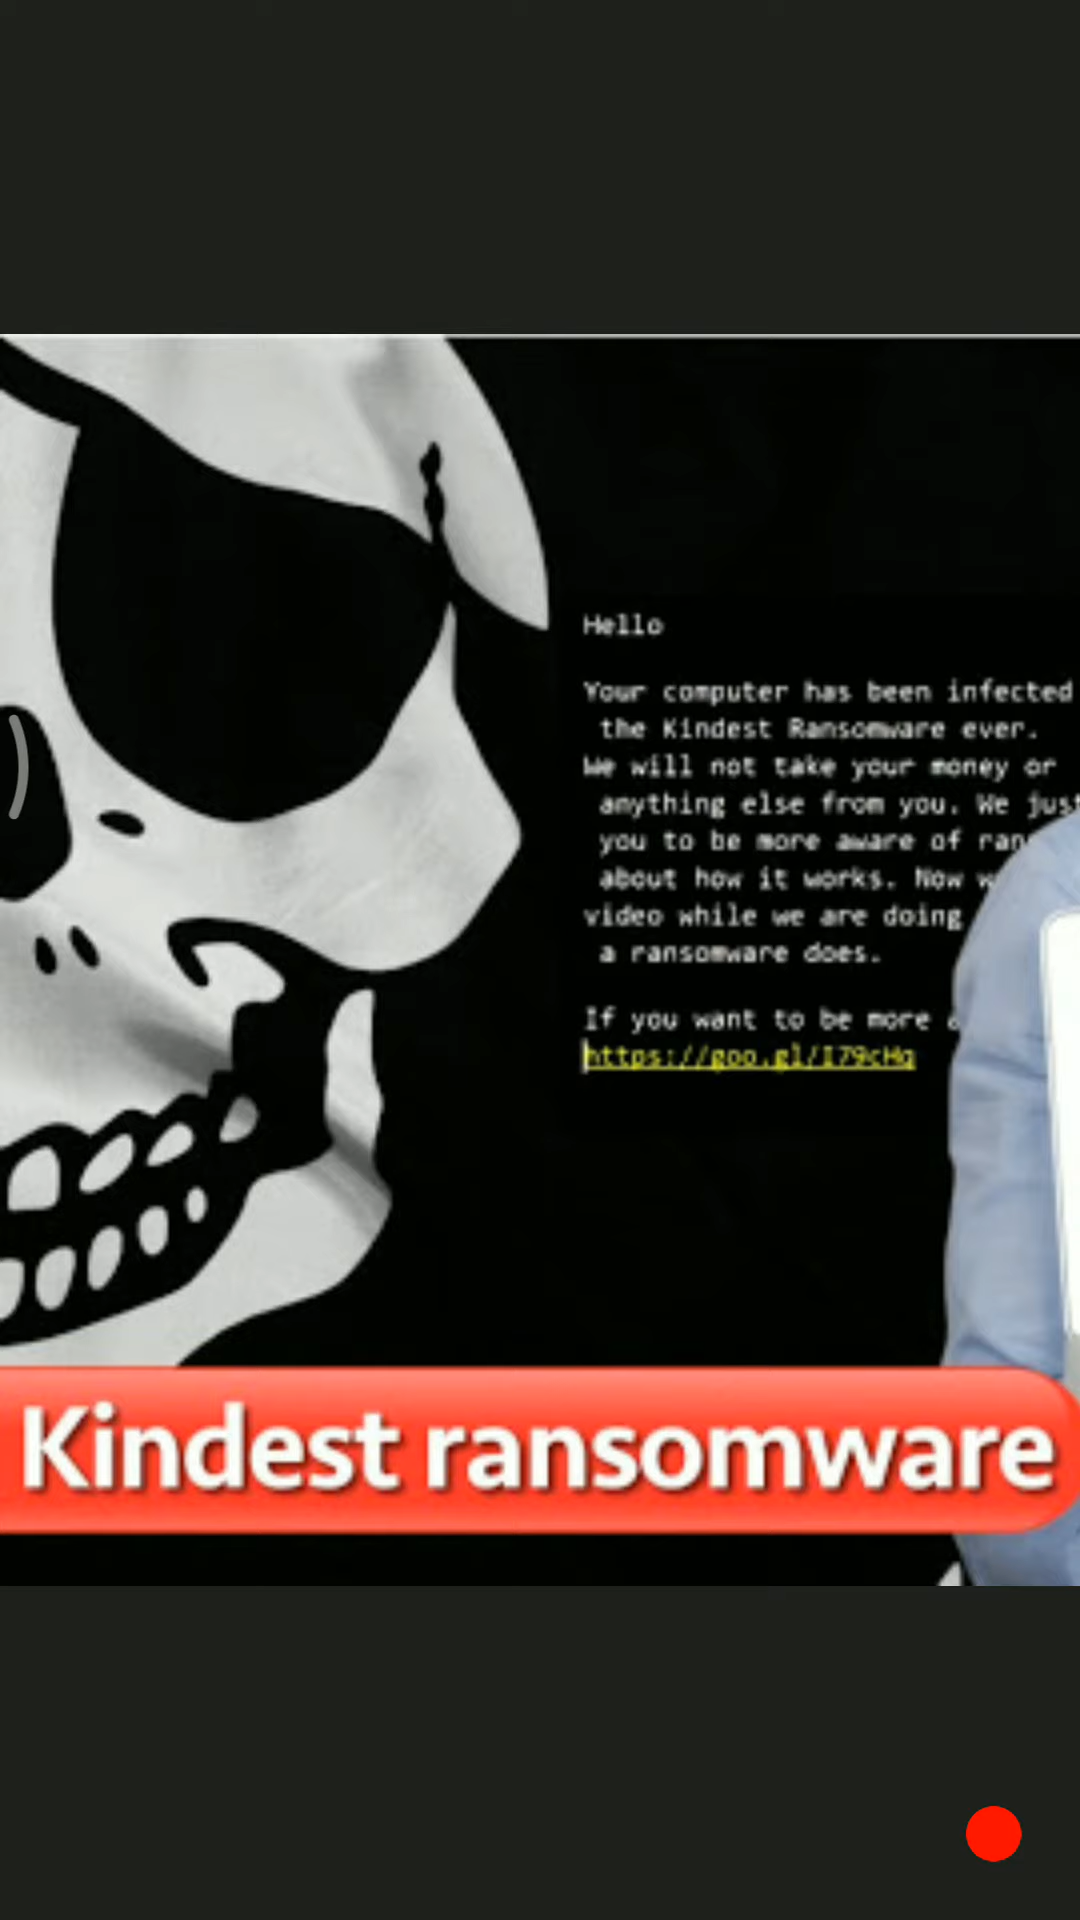 Hello
Your computer has been infected
the Kindest Ransomware ever.
We will not take your money or
anything else from you. We just
you to be more aware of
about how it works. Now
video while we are doing
a ransomware does.
If you want to be more
https://goo.gl/I79cHq
Kindest ransomware